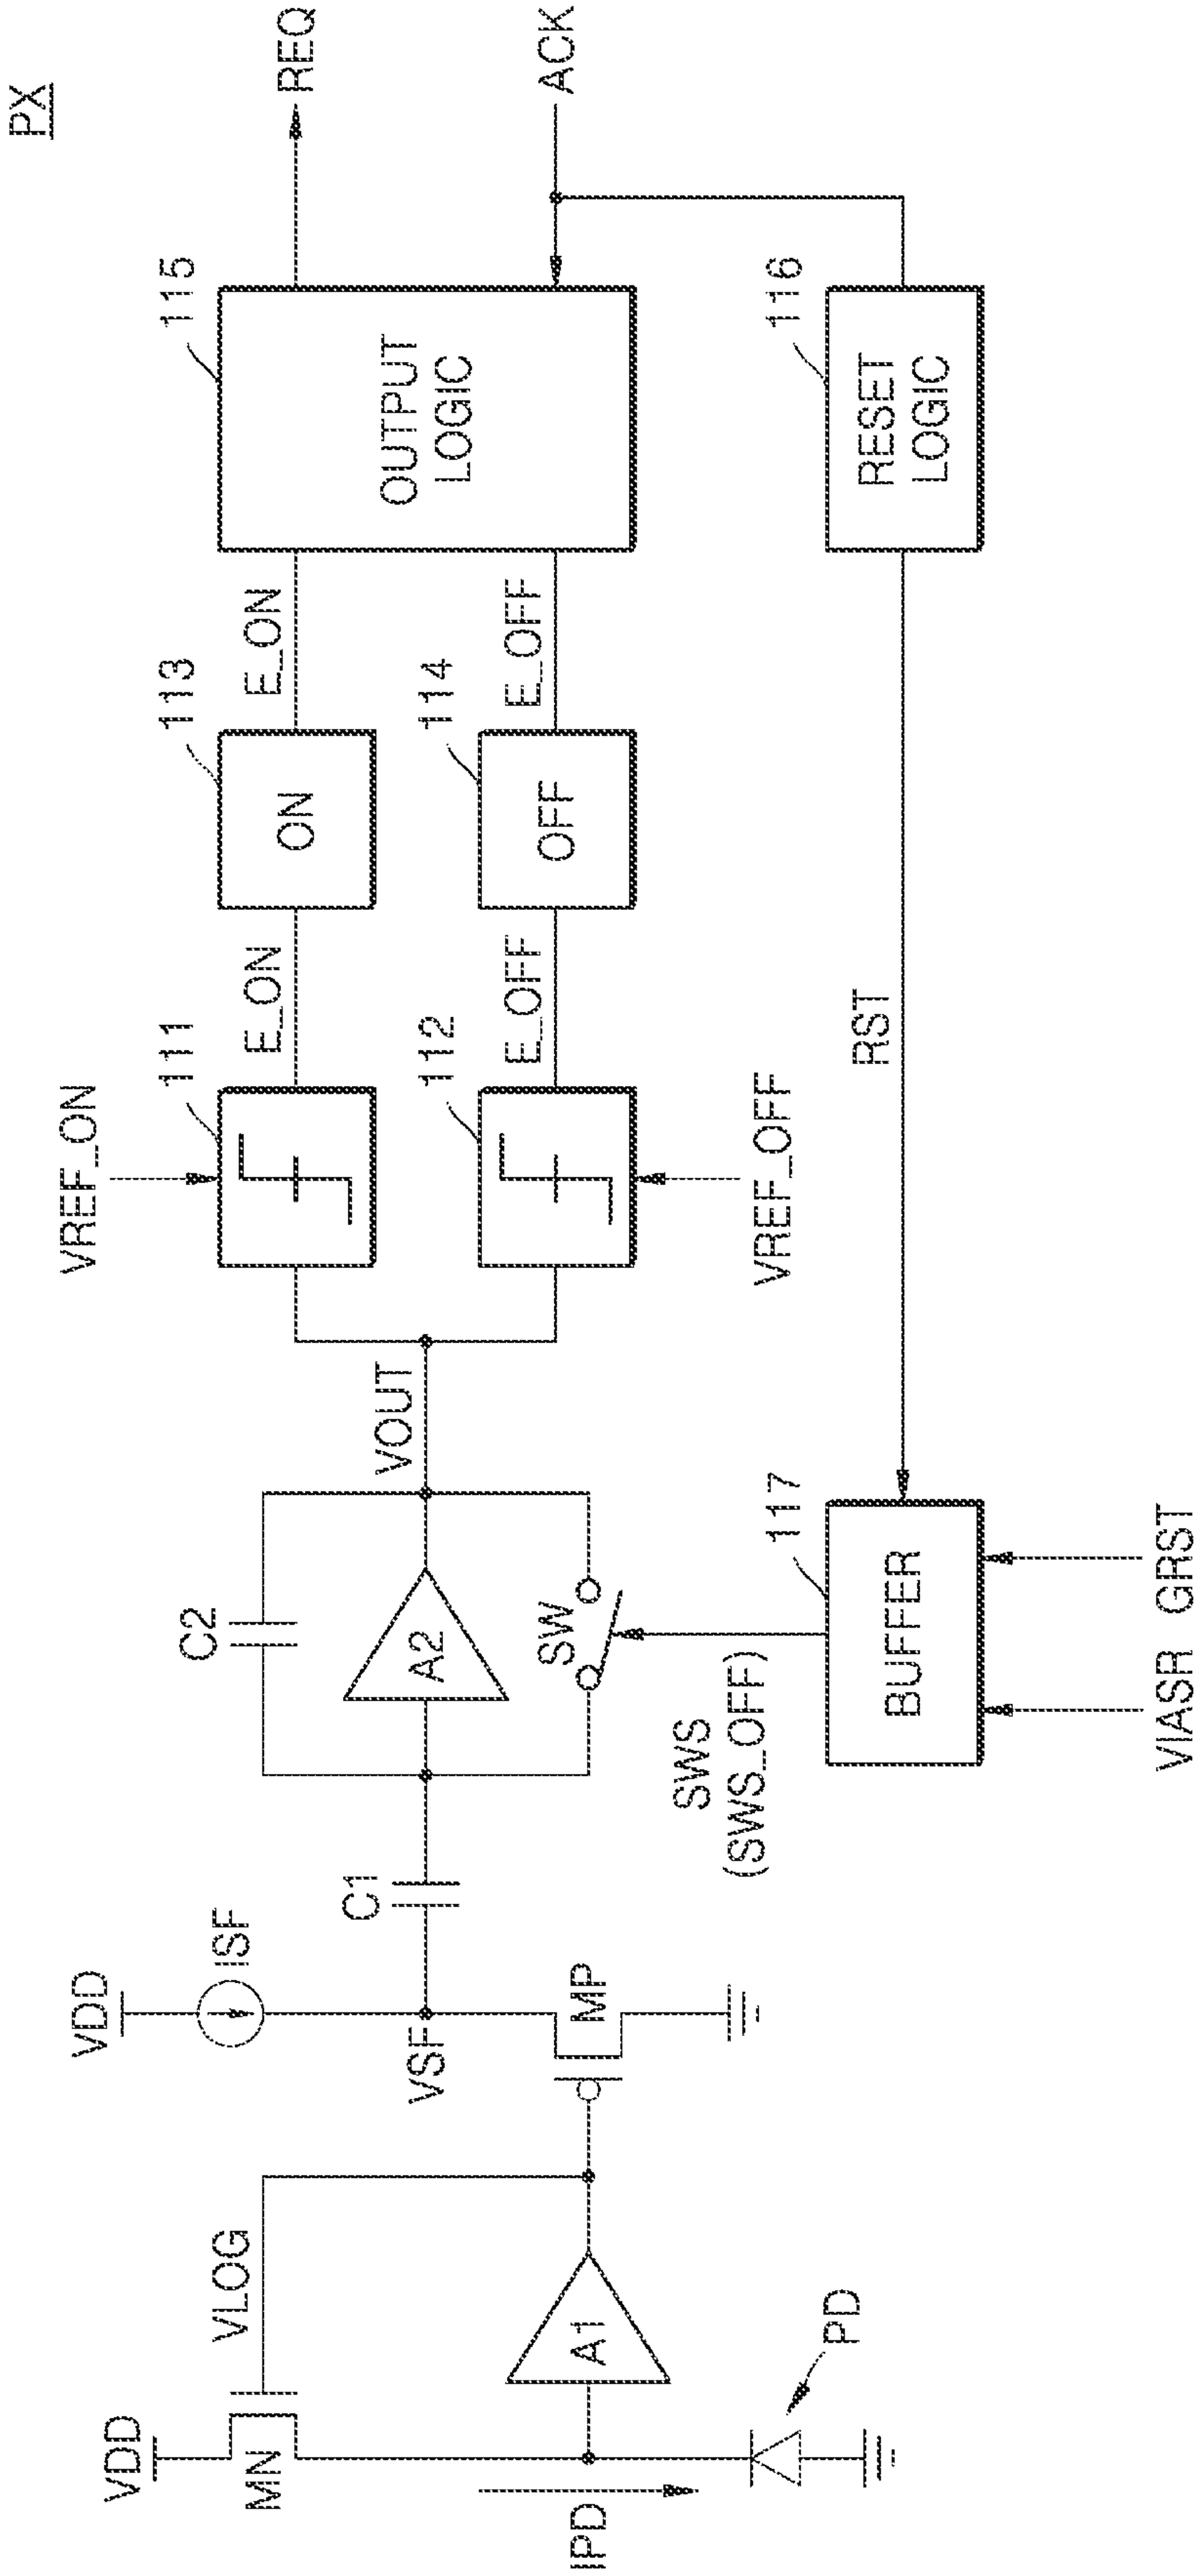 PX
VDD
MN
VLOG
IPD
A1
PD
VDD
ISF
VSF
MP
C1
C2
A2
SW
SWS
(SWS_OFF)
VOUT
VREF_ON
111
E_ON
113
ON
E_ON
112
E_OFF
114
OFF
E_OFF
VREF_OFF
115
OUTPUT
LOGIC
REQ
ACK
116
RESET
LOGIC
RST
117
BUFFER
VIASR
GRST